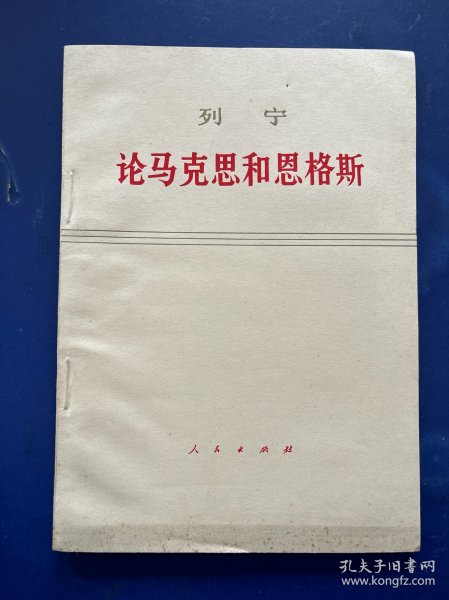 列 宁
论马克思和恩格斯
人民出版社
孔夫子旧书网
www.kongfz.com